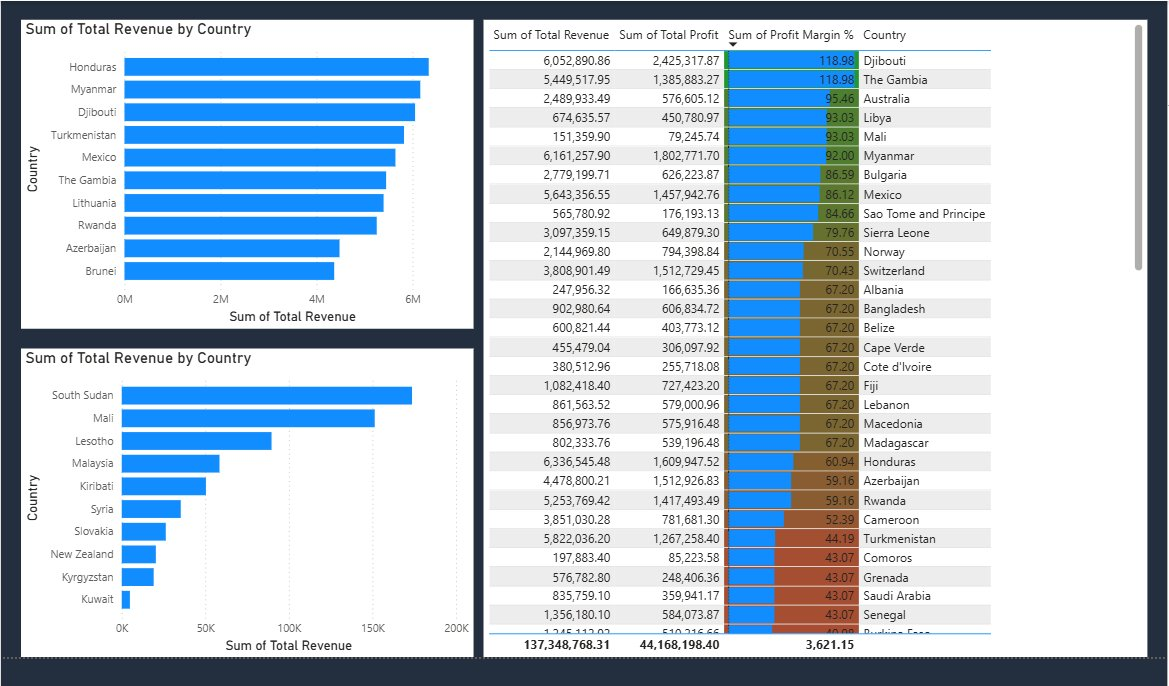 Sum of Total Revenue by Country
Country
Honduras
Myanmar
Djibouti
Turkmenistan
Mexico
The Gambia
Lithuania
Rwanda
Azerbaijan
Brunei
0M 2M 4M 6M
Sum of Total Revenue
Sum of Total Revenue by Country
Country
South Sudan
Mali
Lesotho
Malaysia
Kiribati
Syria
Slovakia
New Zealand
Kyrgyzstan
Kuwait
0K 50K 100K 150K 200K
Sum of Total Revenue
Sum of Total Revenue Sum of Total Profit Sum of Profit Margin % Country
6,052,890.86 2,425,317.87 118.98 Djibouti
5,449,517.95 1,385,883.27 118.98 The Gambia
2,489,933.49 576,605.12 95.46 Australia
674,635.57 450,780.97 93.03 Libya
151,359.90 79,245.74 93.03 Mali
6,161,257.90 1,802,771.70 92.00 Myanmar
2,779,199.71 626,223.87 86.59 Bulgaria
5,643,356.55 1,457,942.76 86.12 Mexico
565,780.92 176,193.13 84.66 Sao Tome and Principe
3,097,359.15 649,879.30 79.76 Sierra Leone
2,144,969.80 794,398.84 70.55 Norway
3,808,901.49 1,512,729.45 70.43 Switzerland
247,956.32 166,635.36 67.20 Albania
902,980.64 606,834.72 67.20 Bangladesh
600,821.44 403,773.12 67.20 Belize
455,479.04 306,097.92 67.20 Cape Verde
380,512.96 255,718.08 67.20 Cote d'Ivoire
1,082,418.40 727,423.20 67.20 Fiji
861,563.52 579,000.96 67.20 Lebanon
856,973.76 575,916.48 67.20 Macedonia
802,333.76 539,196.48 67.20 Madagascar
6,336,545.48 1,609,947.52 60.94 Honduras
4,478,800.21 1,512,926.83 59.16 Azerbaijan
5,253,769.42 1,417,493.49 59.16 Rwanda
3,851,030.28 781,681.30 52.39 Cameroon
5,822,036.20 1,267,258.40 44.19 Turkmenistan
197,883.40 85,223.58 43.07 Comoros
576,782.80 248,406.36 43.07 Grenada
835,759.10 359,941.17 43.07 Saudi Arabia
1,356,180.10 584,073.87 43.07 Senegal
Burkina Faso
137,348,768.31 44,168,198.40 3,621.15